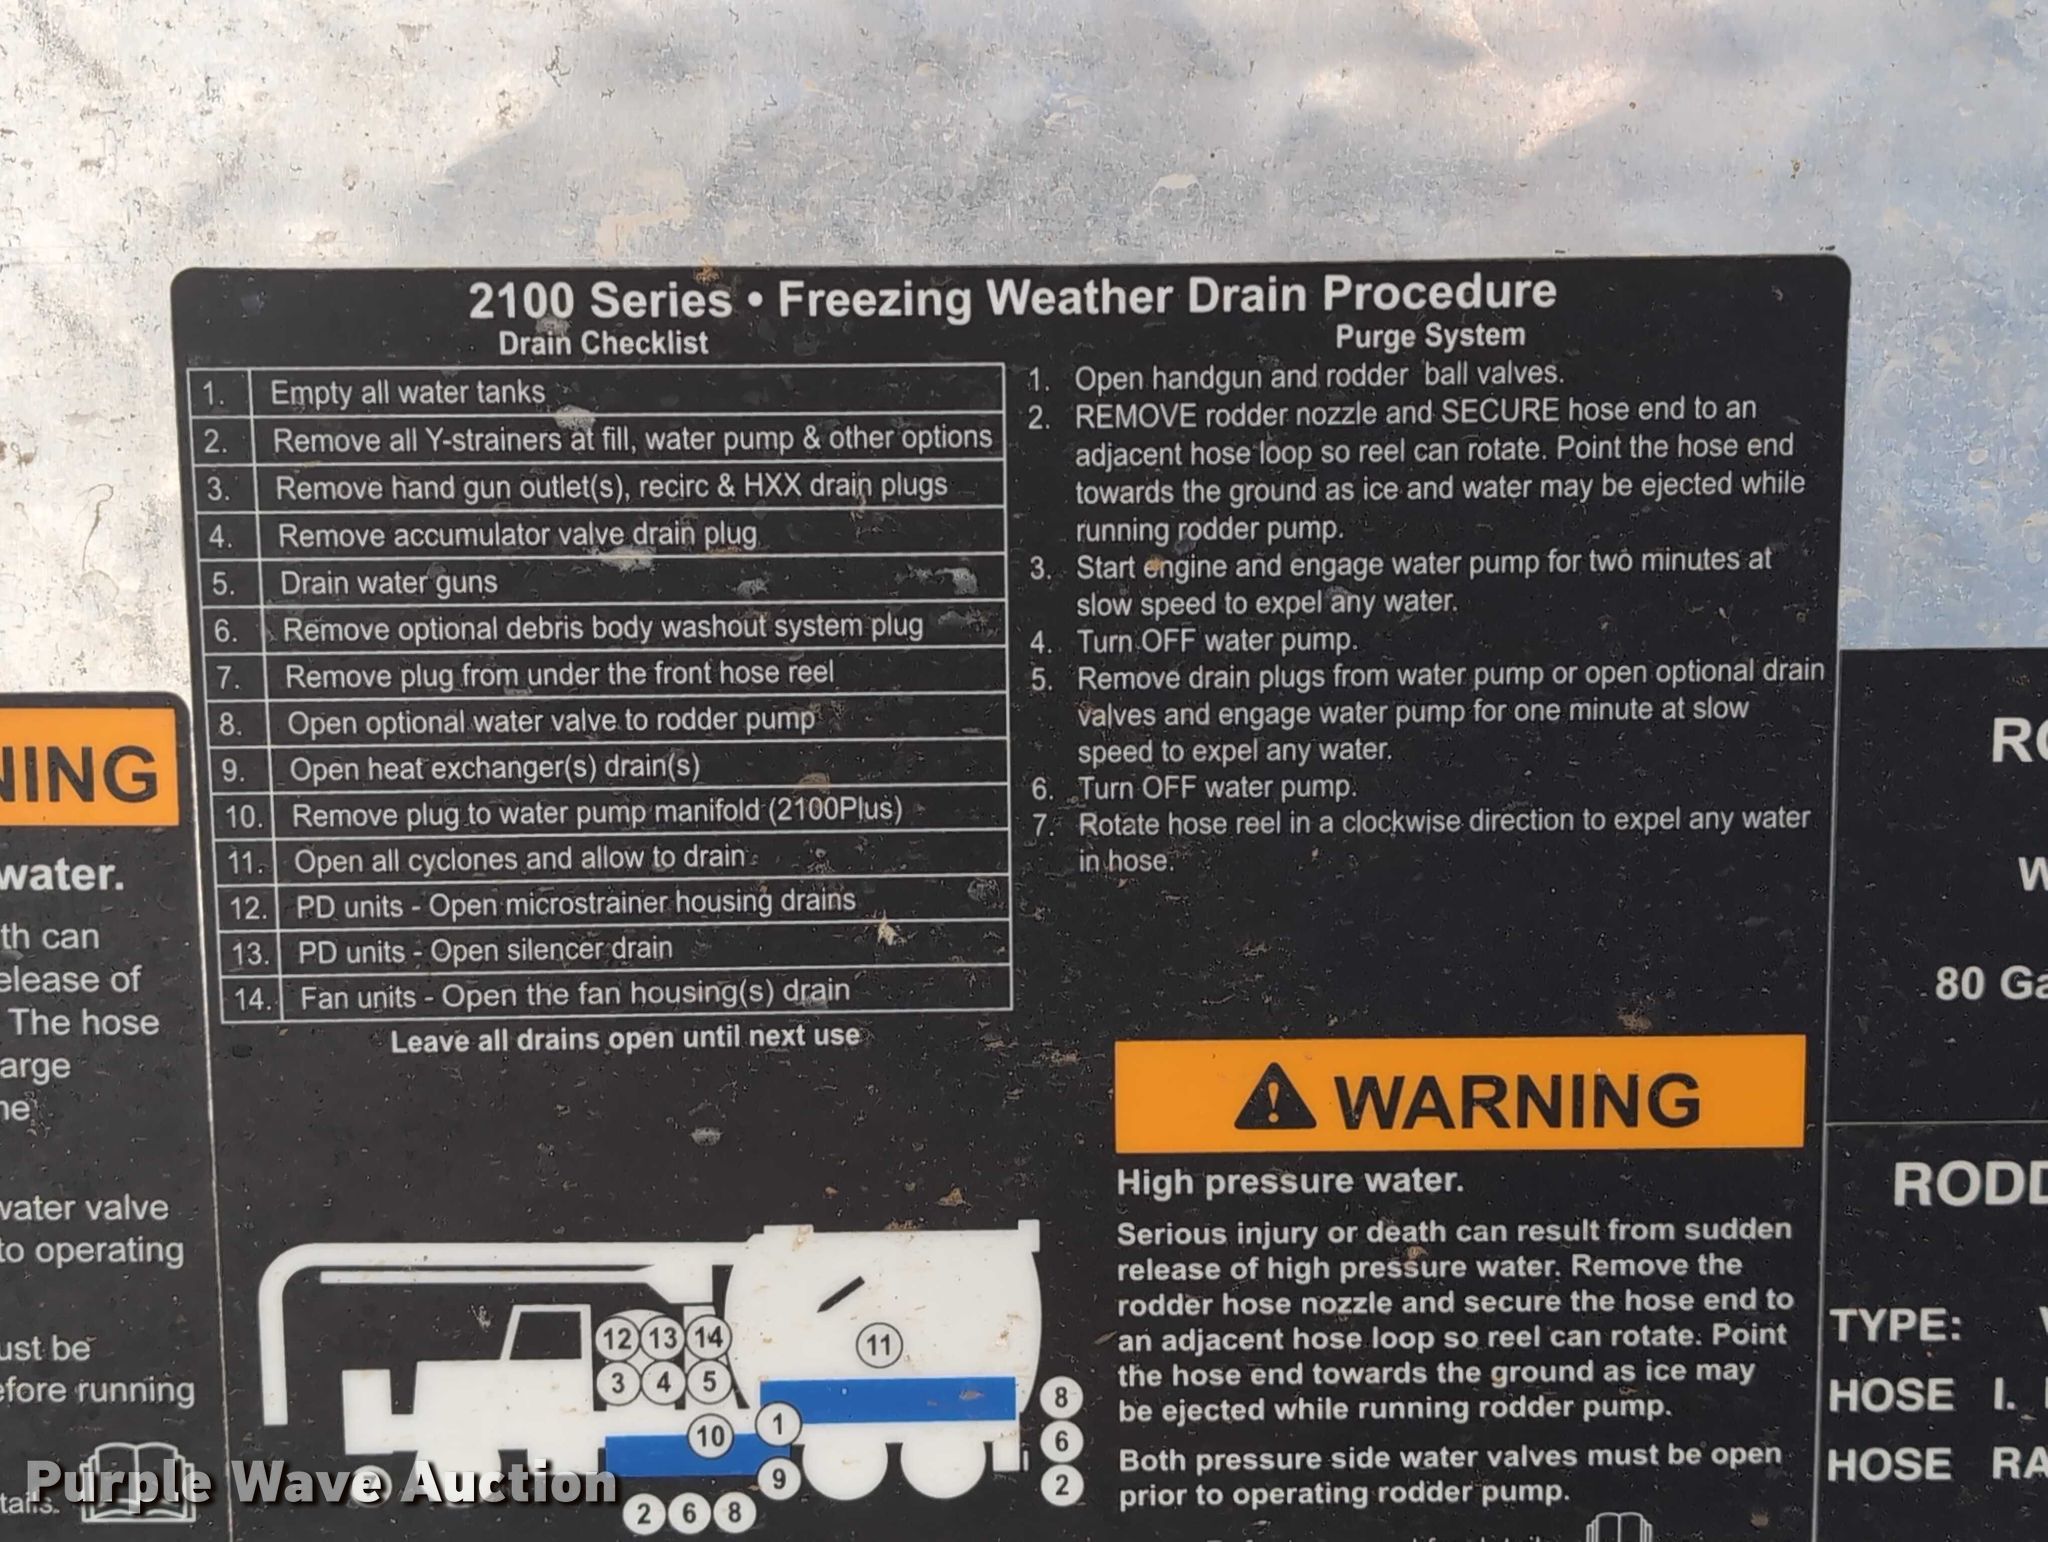 2100 Series • Freezing Weather Drain Procedure
Drain Checklist
1. Empty all water tanks
2. Remove all Y-strainers at fill, water pump & other options
3. Remove hand gun outlet(s), recirc & HXX drain plugs
4. Remove accumulator valve drain plug
5. Drain water guns
6. Remove optional debris body washout system plug
7. Remove plug from under the front hose reel
8. Open optional water valve to rodder pump
9. Open heat exchanger(s) drain(s)
10. Remove plug to water pump manifold (2100Plus)
11. Open all cyclones and allow to drain
12. PD units - Open microstrainer housing drains
13. PD units - Open silencer drain
14. Fan units - Open the fan housing(s) drain
Leave all drains open until next use
Purge System
1. Open handgun and rodder ball valves.
2. REMOVE rodder nozzle and SECURE hose end to an
adjacent hose loop so reel can rotate. Point the hose end
towards the ground as ice and water may be ejected while
running rodder pump.
3. Start engine and engage water pump for two minutes at
slow speed to expel any water.
4. Turn OFF water pump.
5. Remove drain plugs from water pump or open optional drain
valves and engage water pump for one minute at slow
speed to expel any water.
6. Turn OFF water pump.
7. Rotate hose reel in a clockwise direction to expel any water
in hose.
WARNING
High pressure water.
Serious injury or death can result from sudden
release of high pressure water. Remove the
rodder hose nozzle and secure the hose end to
an adjacent hose loop so reel can rotate. Point
the hose end towards the ground as ice may
be ejected while running rodder pump.
Both pressure side water valves must be open
prior to operating rodder pump.
12 13 14
3 4 5
11
10
1
9
8
6
2
2 6 8
NING
water.
th can
elease of
The hose
arge
ne
water valve
to operating
ust be
efore running
tails.
RO
W
80 Ga
RODD
TYPE: V
HOSE I.
HOSE RA
Purple Wave Auction